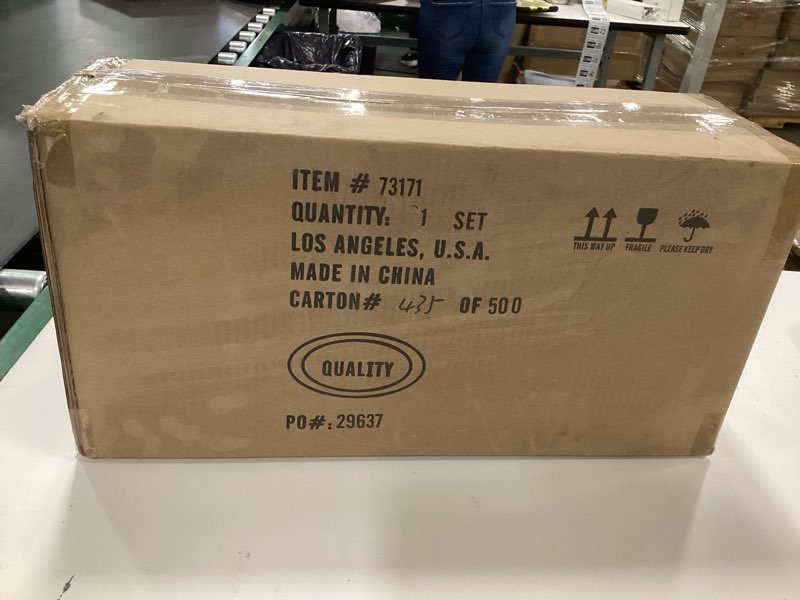 ITEM # 73171
QUANTITY: 1 SET
LOS ANGELES, U.S.A.
MADE IN CHINA
CARTON# 435 OF 500
QUALITY
PO#: 29637
THIS WAY UP FRAGILE PLEASE KEEP DRY